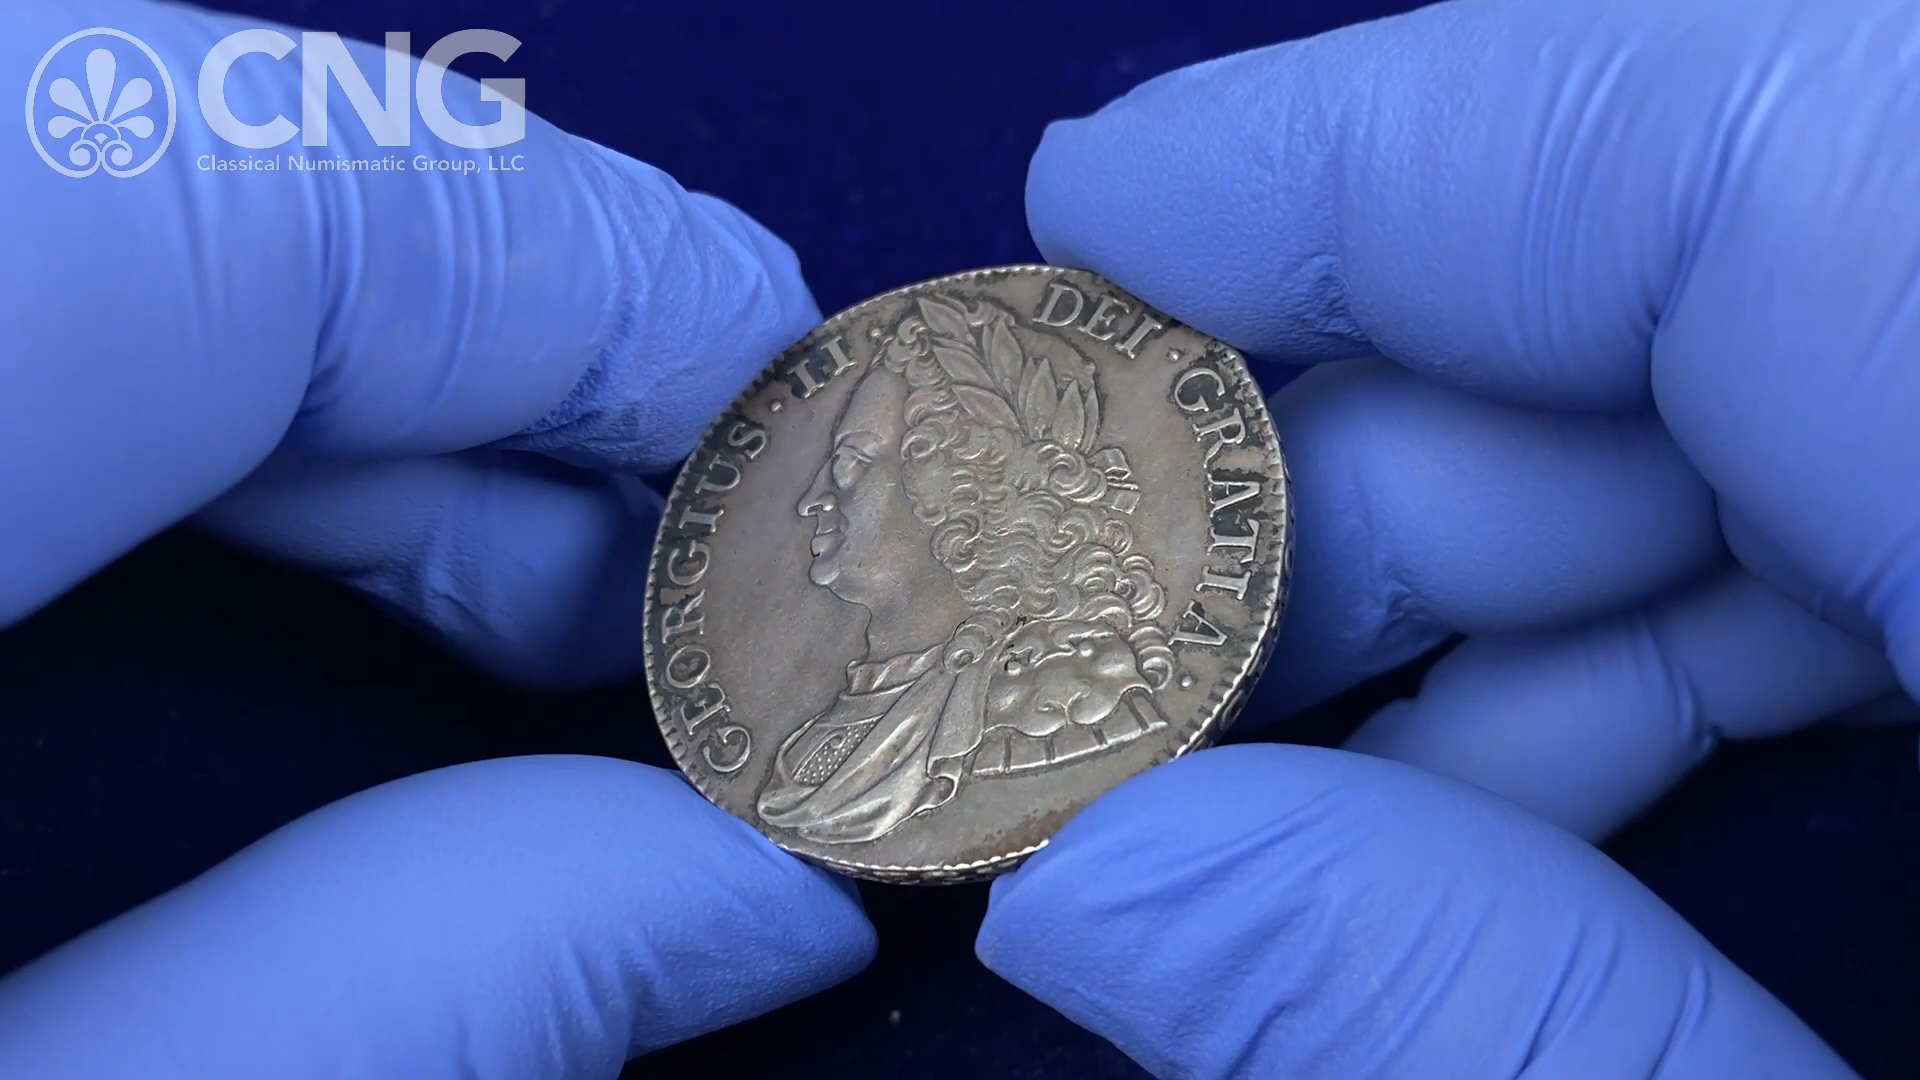 CNG
Classical Numismatic Group, LLC
GEORGIUS · II · DEI · GRATIA ·